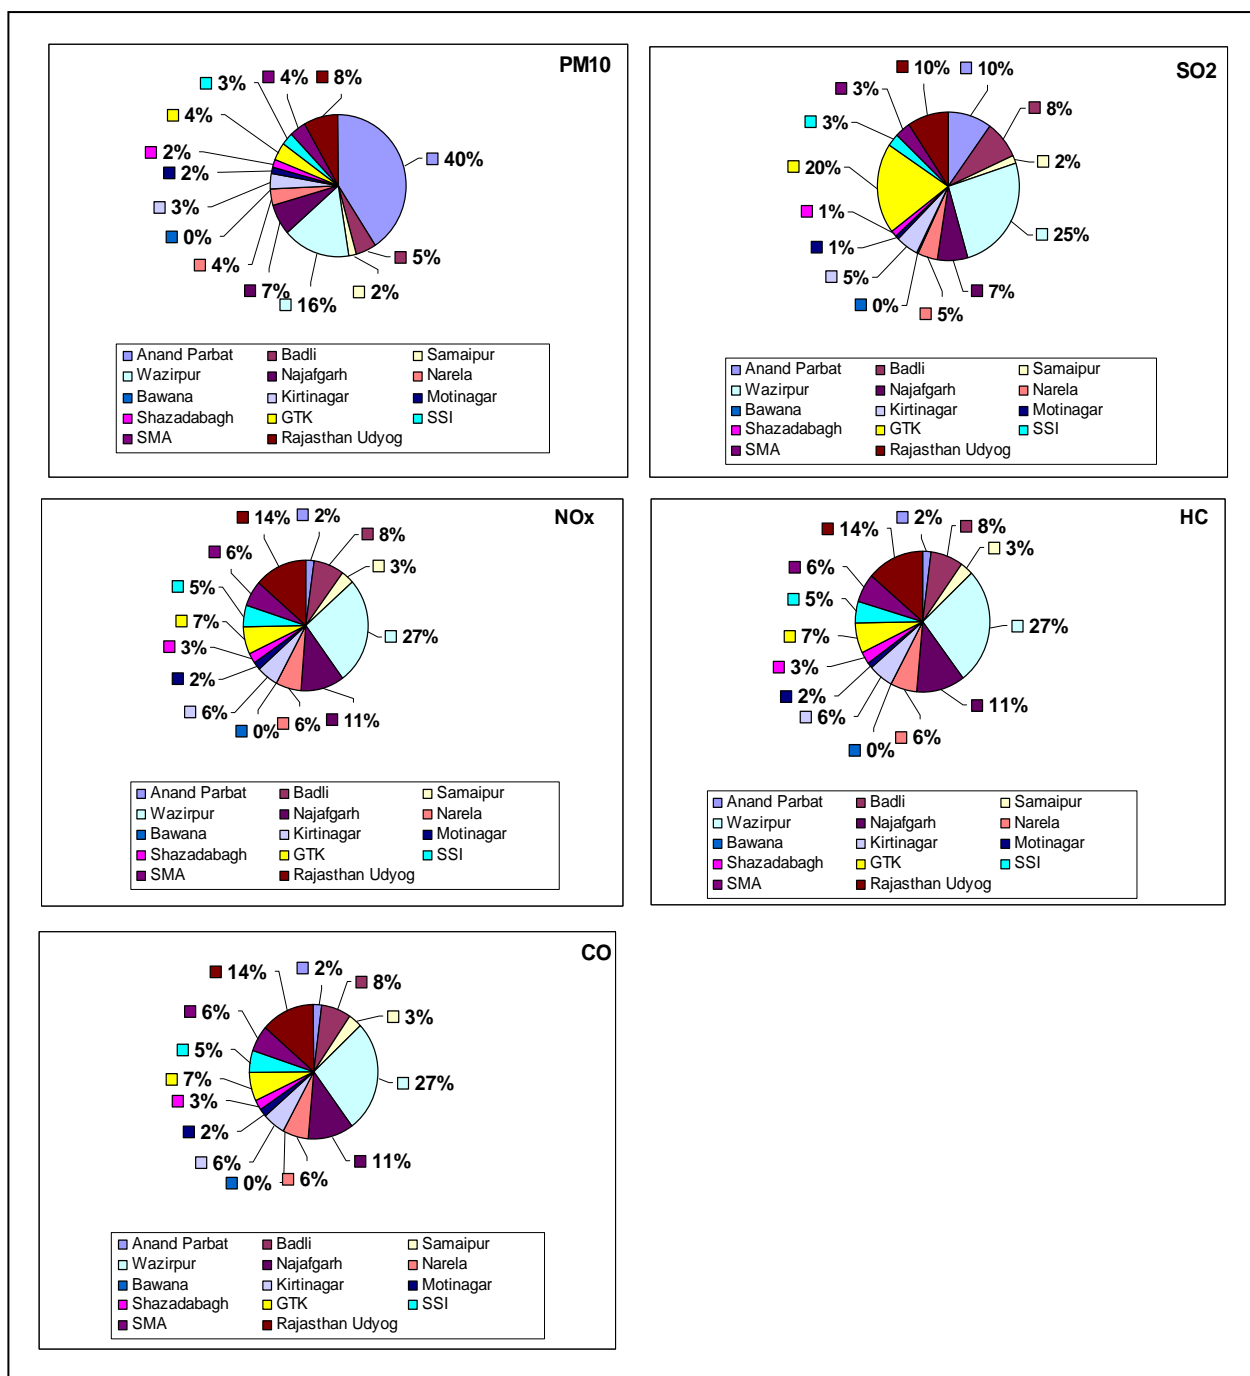 PM10
4% 8%
3%
4%
40%
2%
2%
3%
0%
5%
4%
7% 2%
16%
Anand Parbat Badli Samaipur
Wazirpur Najafgarh Narela
Bawana Kirtinagar Motinagar
Shazadabagh GTK SSI
SMA Rajasthan Udyog
SO2
10% 10%
3% 8%
3%
2%
20%
1%
25%
1%
5%
7%
0%
5%
Anand Parbat Badli Samaipur
Wazirpur Najafgarh Narela
Bawana Kirtinagar Motinagar
Shazadabagh GTK SSI
SMA Rajasthan Udyog
NOx
14% 2%
8%
6%
3%
5%
7%
27%
3%
2%
6% 11%
0% 6%
Anand Parbat Badli Samaipur
Wazirpur Najafgarh Narela
Bawana Kirtinagar Motinagar
Shazadabagh GTK SSI
SMA Rajasthan Udyog
HC
2% 8%
14% 3%
6%
5%
27%
7%
3%
2%
11%
6%
6%
0%
Anand Parbat Badli Samaipur
Wazirpur Najafgarh Narela
Bawana Kirtinagar Motinagar
Shazadabagh GTK SSI
SMA Rajasthan Udyog
CO
14% 2%
8%
6% 3%
5%
7% 27%
3%
2%
6% 11%
0% 6%
Anand Parbat Badli Samaipur
Wazirpur Najafgarh Narela
Bawana Kirtinagar Motinagar
Shazadabagh GTK SSI
SMA Rajasthan Udyog